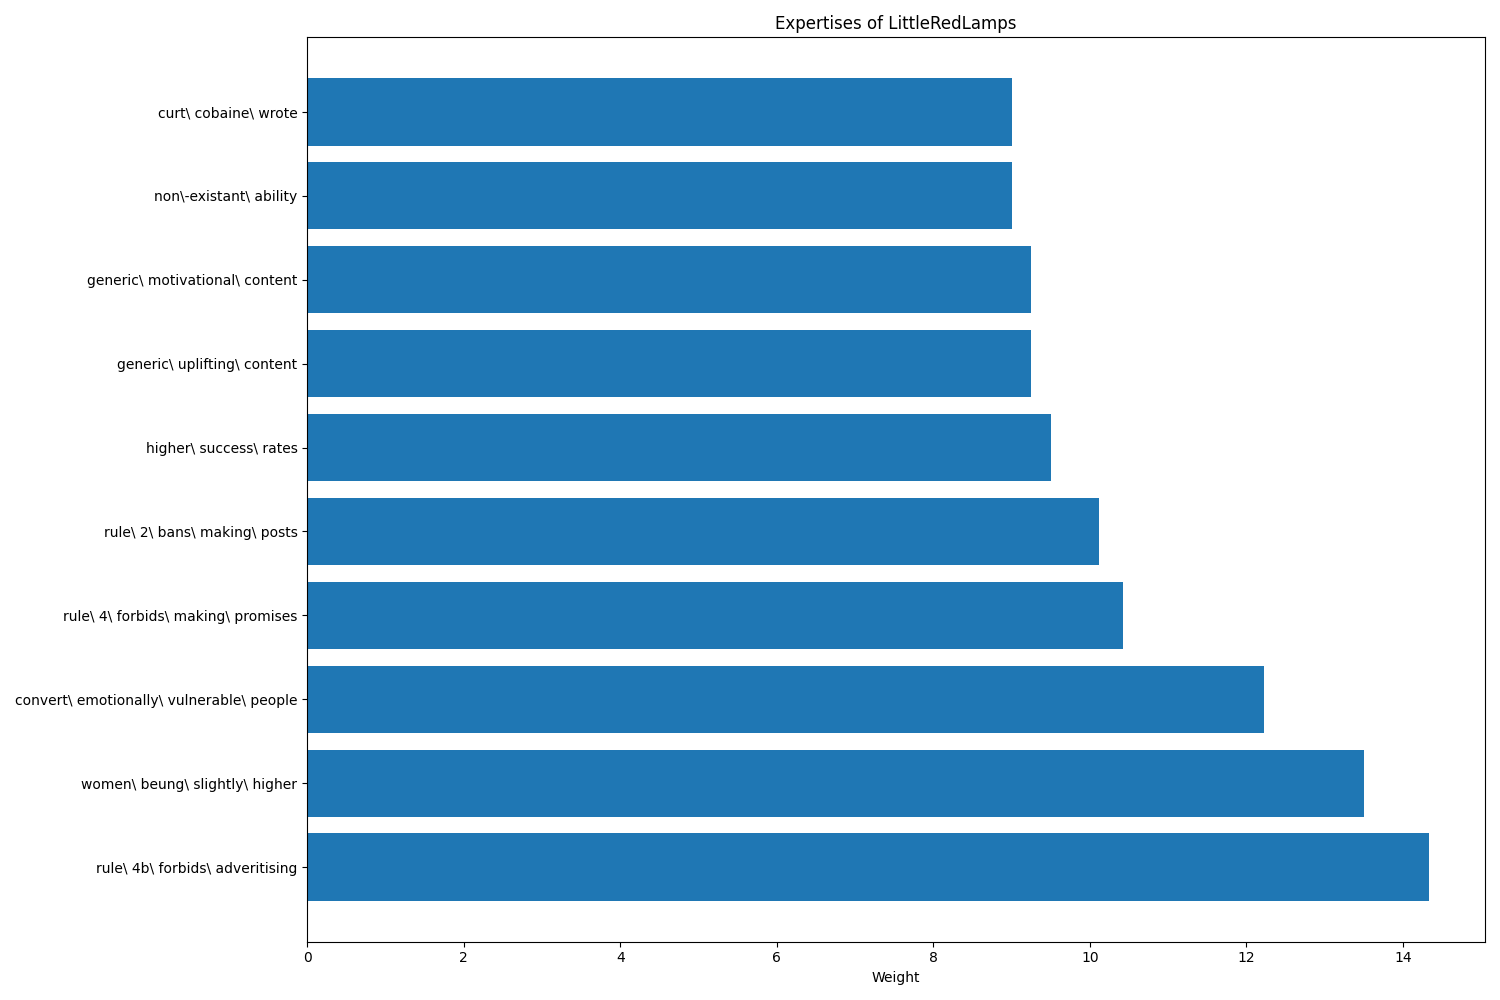 Expertises of LittleRedLamps
curt\ cobaine\ wrote
non\-existant\ ability
generic\ motivational\ content
generic\ uplifting\ content
higher\ success\ rates
rule\ 2\ bans\ making\ posts
rule\ 4\ forbids\ making\ promises
convert\ emotionally\ vulnerable\ people
women\ beung\ slightly\ higher
rule\ 4b\ forbids\ adveritising
0 2 4 6 8 10 12 14
Weight